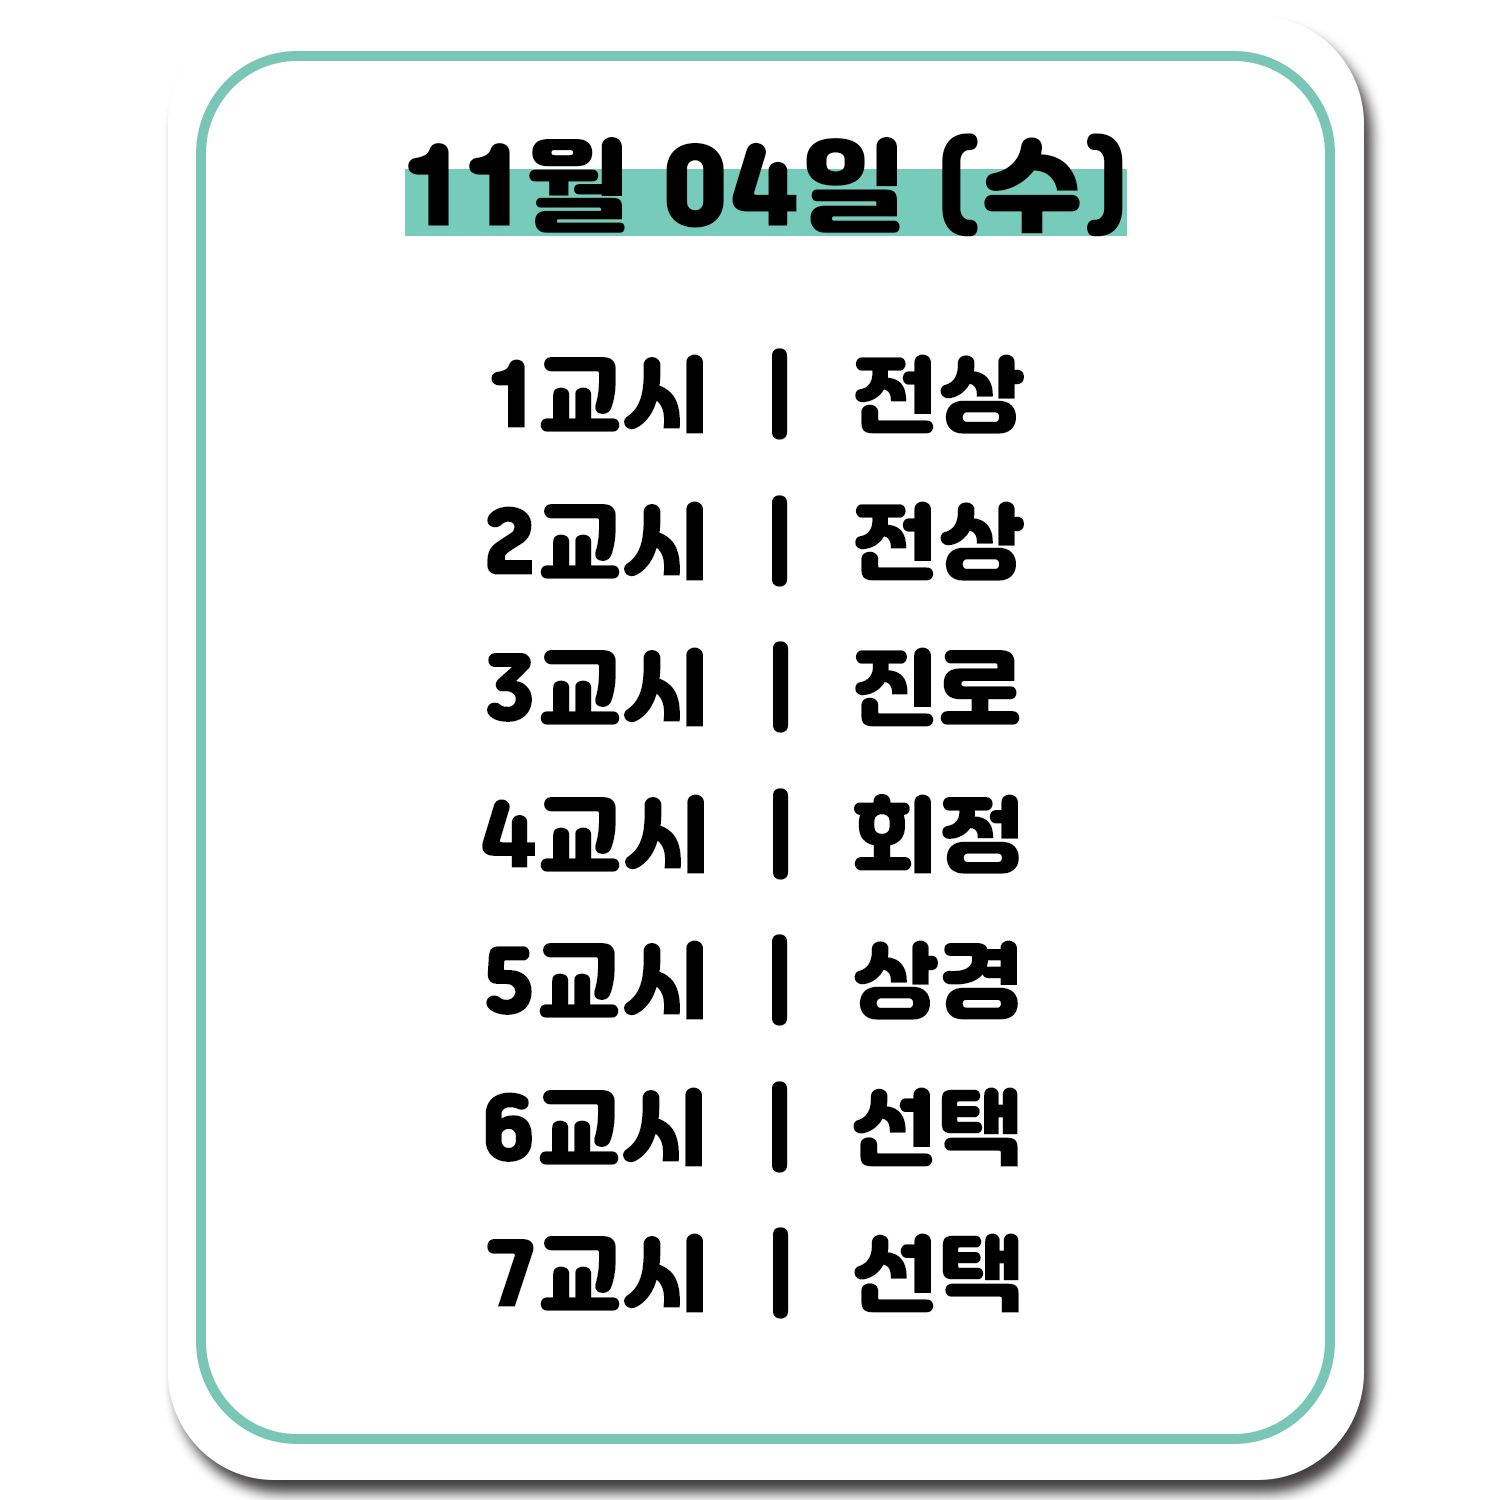 11월 04일 (수)
1교시 | 전상
2교시 | 전상
3교시 | 진로
4교시 | 회정
5교시 | 상경
6교시 | 선택
7교시 | 선택